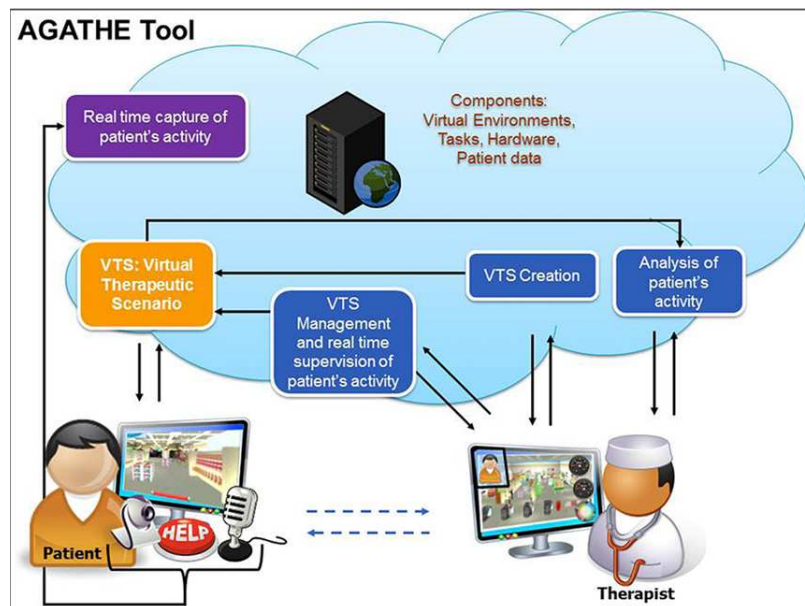 AGATHE Tool
Real time capture of
patient's activity
Components:
Virtual Environments,
Tasks, Hardware,
Patient data
VTS: Virtual
Therapeutic
Scenario
VTS Creation
Analysis of
patient's
activity
VTS
Management
and real time
supervision of
patient's activity
HELP
Patient
Therapist